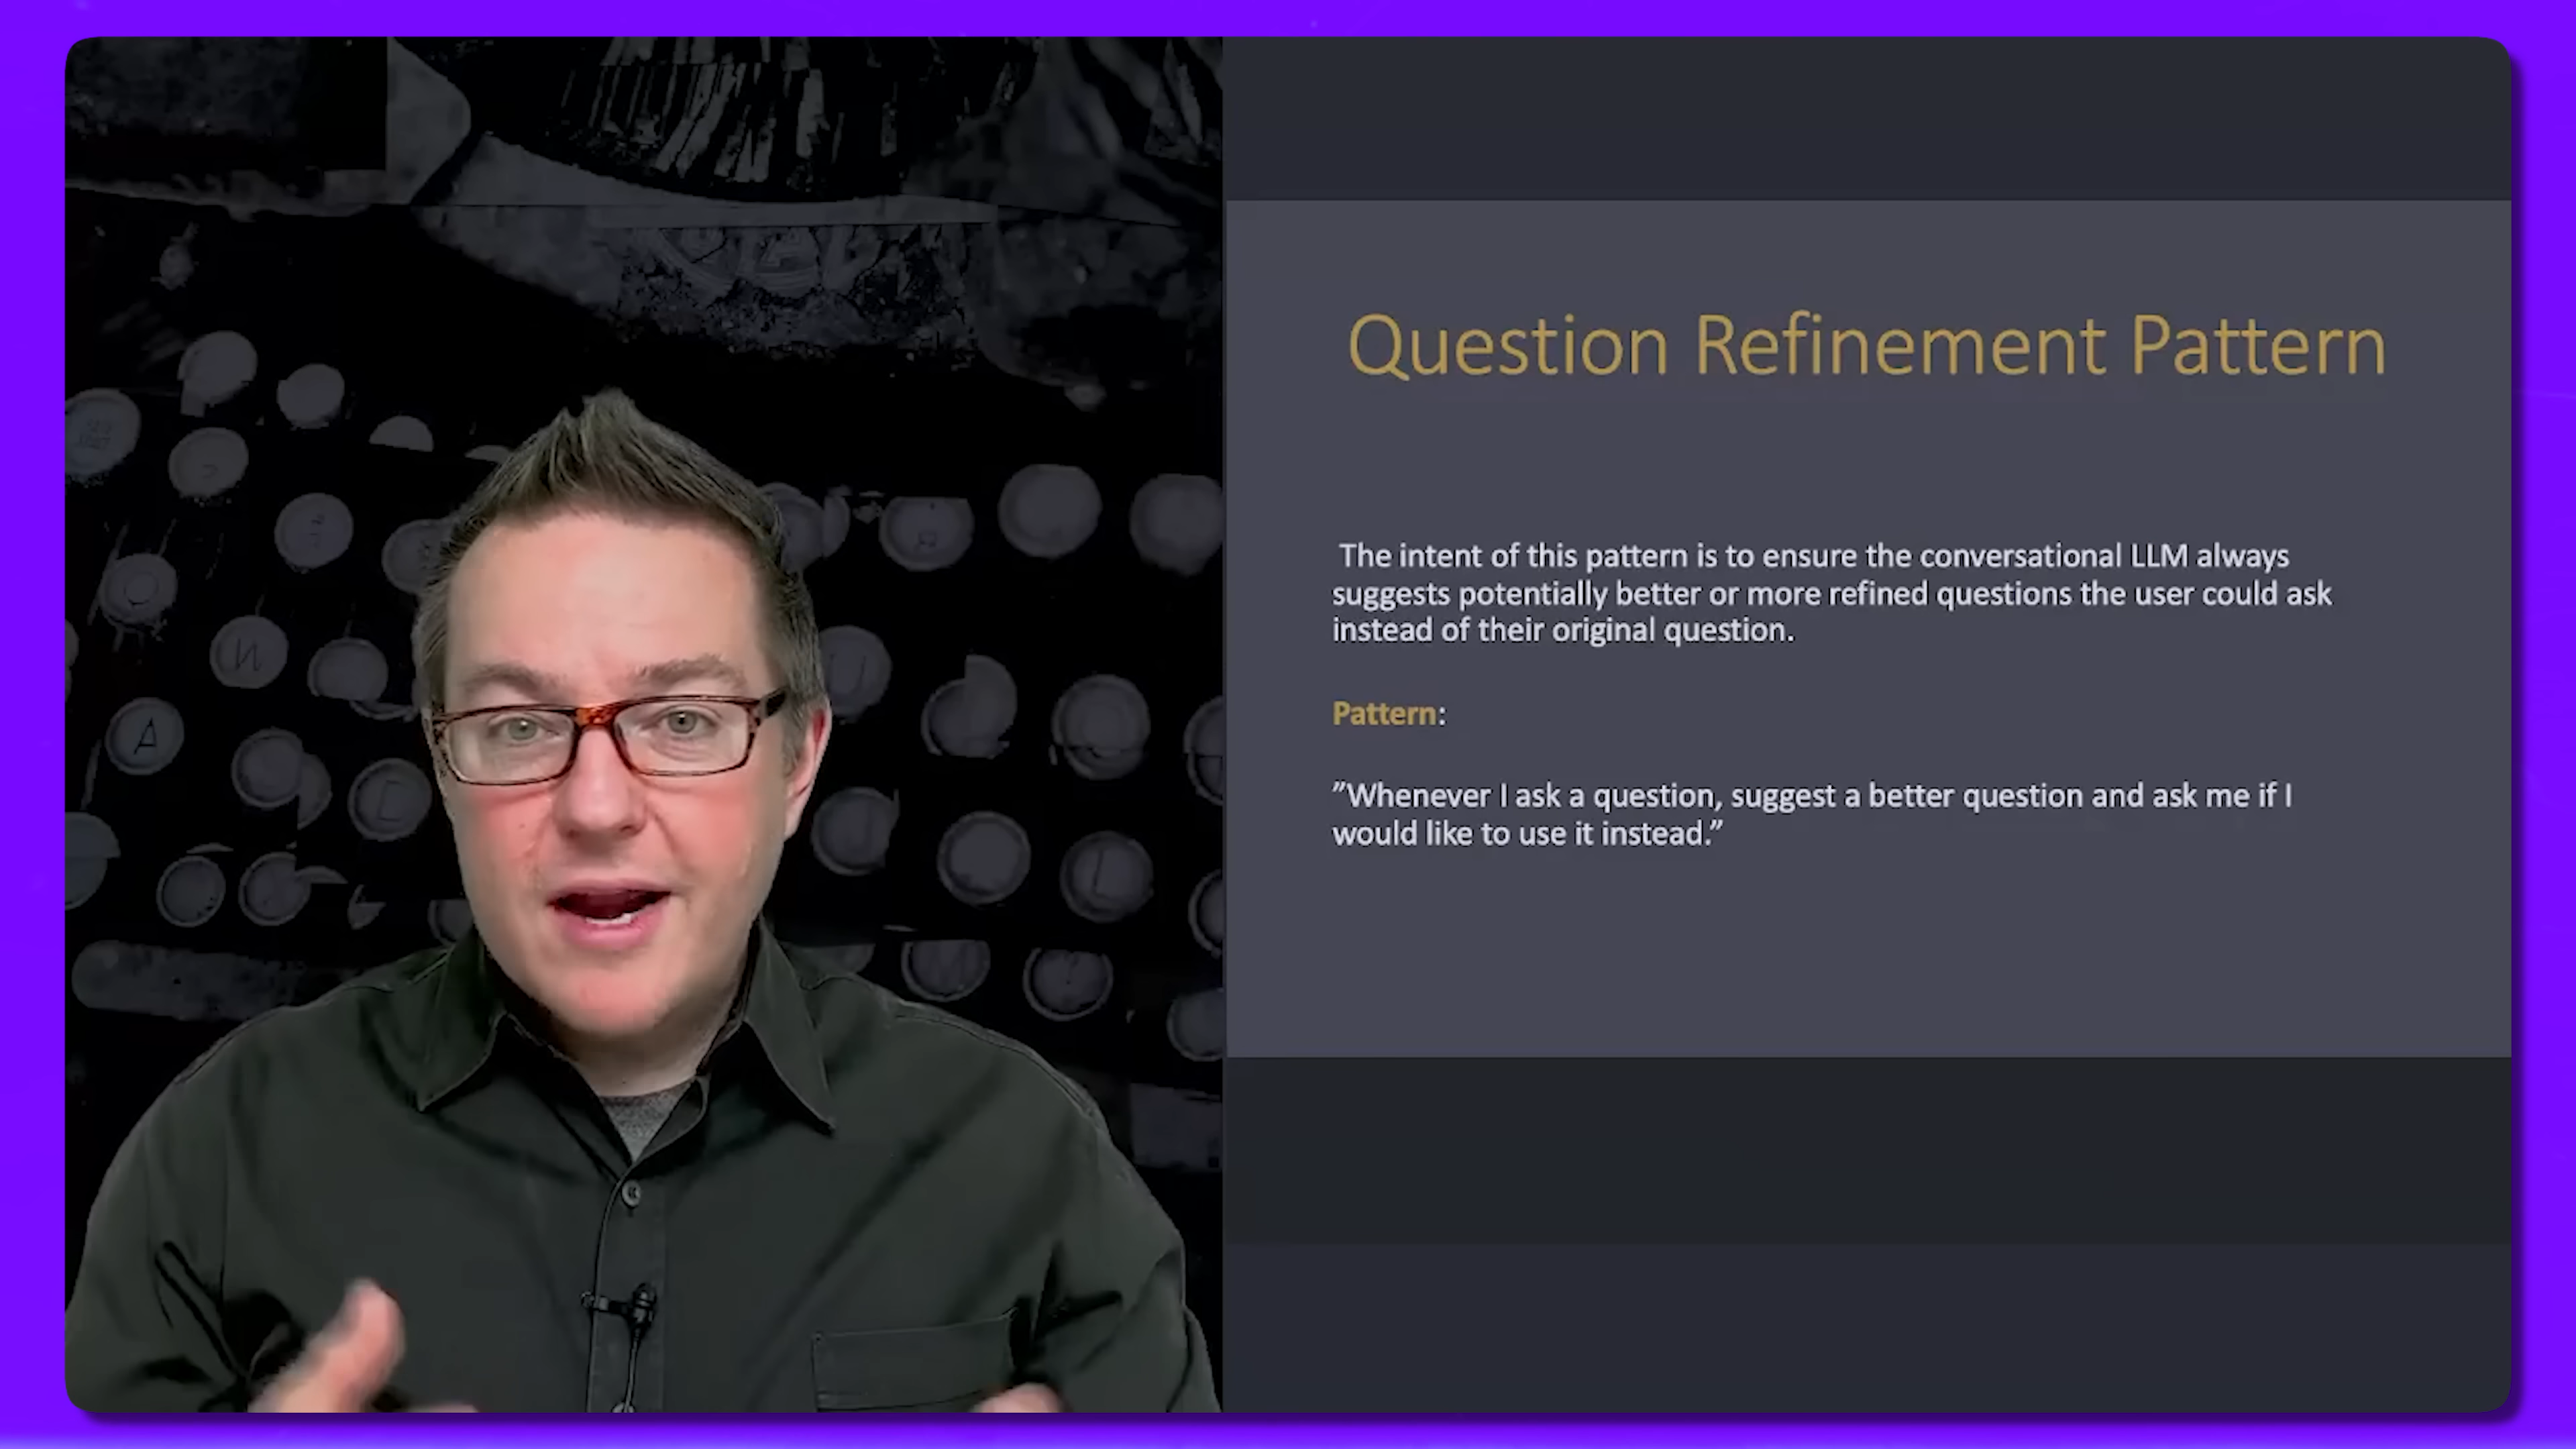 Question Refinement Pattern
The intent of this pattern is to ensure the conversational LLM always
suggests potentially better or more refined questions the user could ask
instead of their original question.
Pattern:
”Whenever I ask a question, suggest a better question and ask me if I
would like to use it instead.”